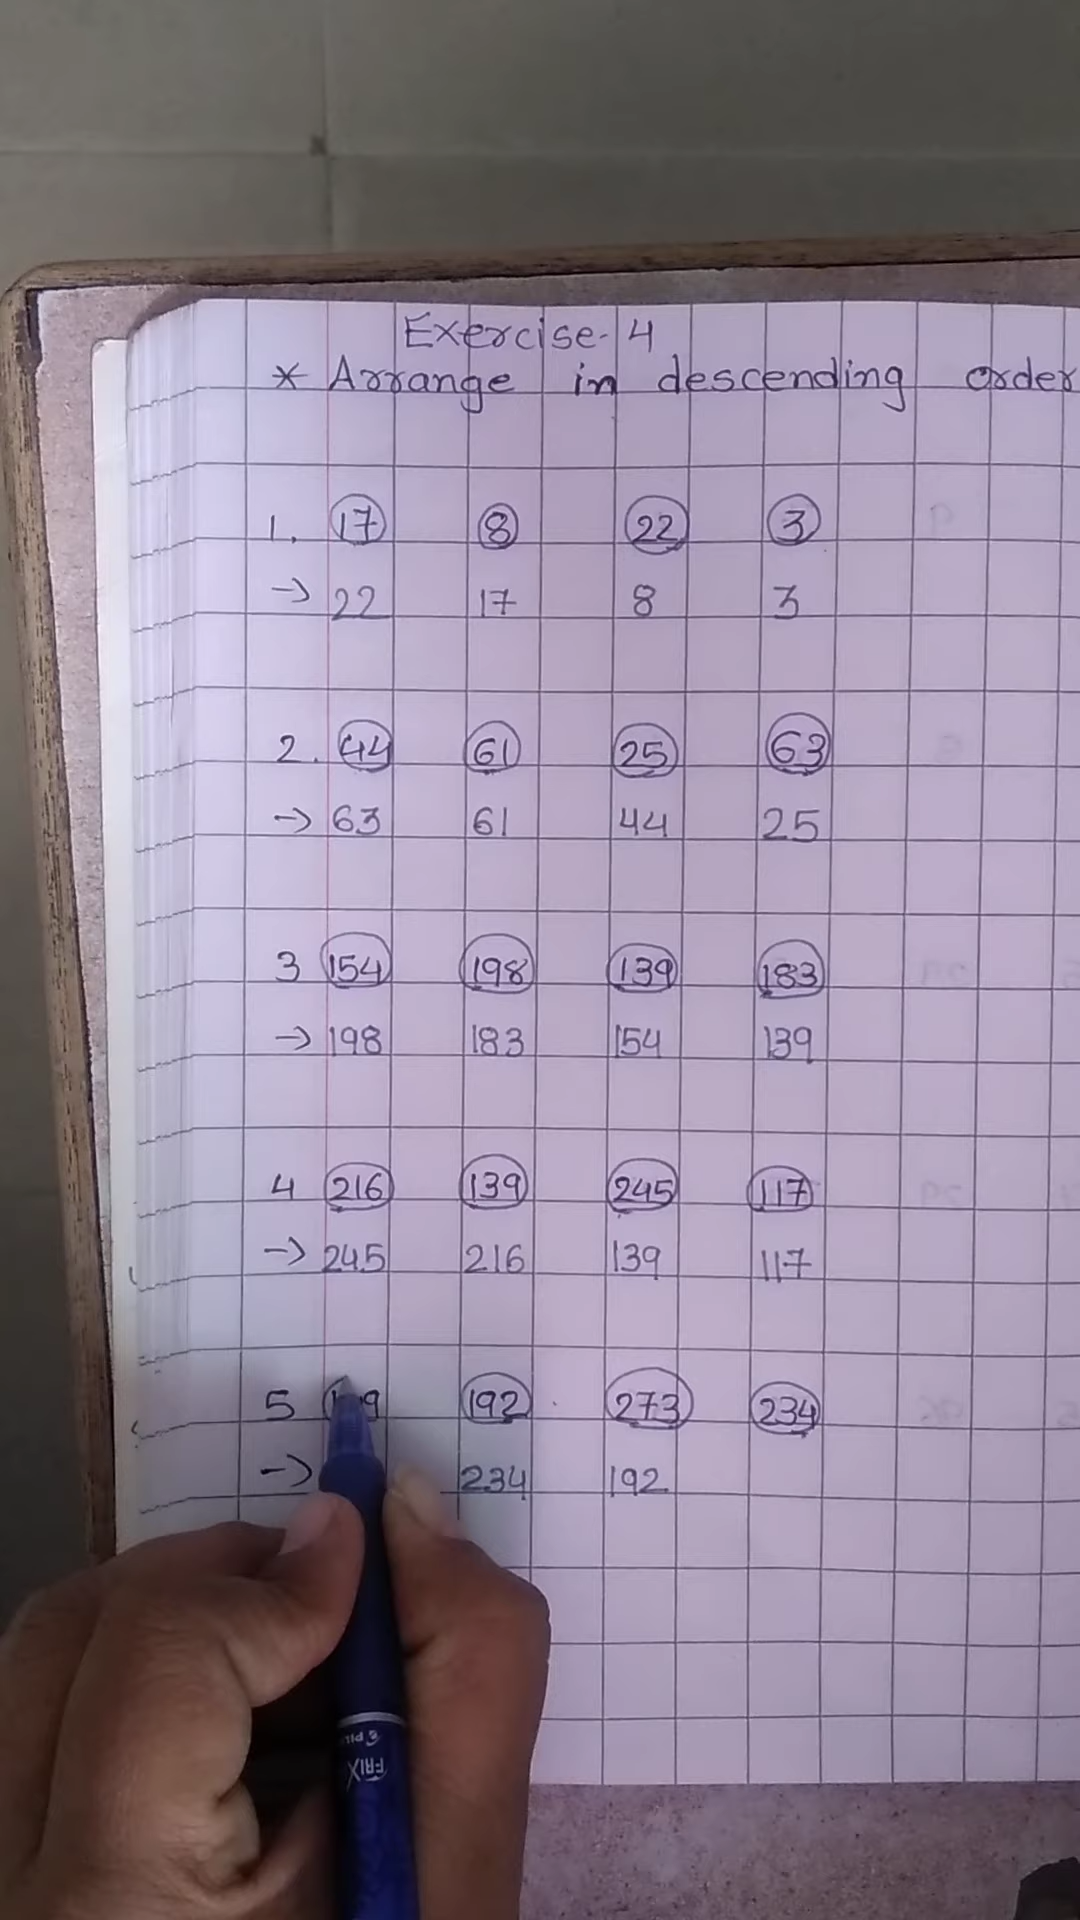 Exercise-4
* Arrange in descending order
1. 17 8 22 3
→ 22 17 8 3
2. 44 61 25 63
→ 63 61 44 25
3 154 198 139 183
→ 198 183 154 139
4 216 139 245 117
→ 245 216 139 117
5 192 273 234
→ 234 192
FRIX